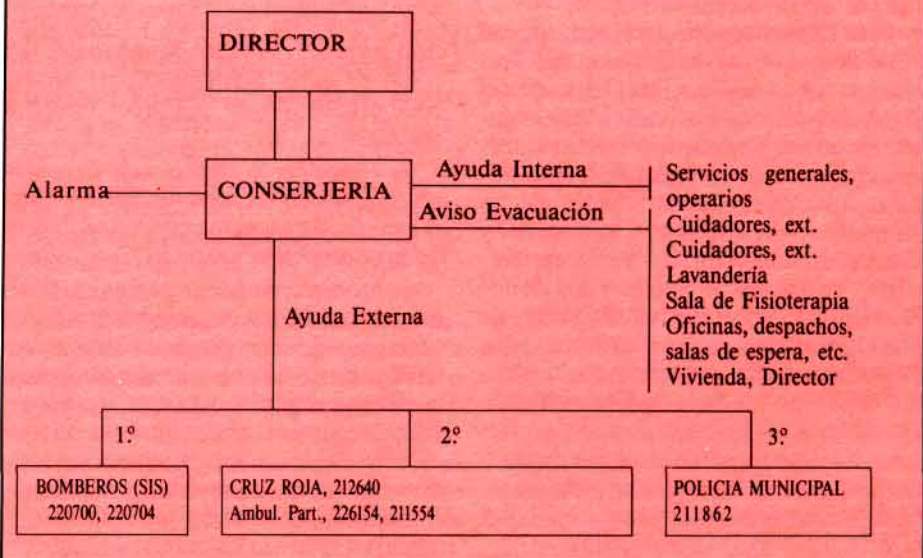 DIRECTOR
Alarma
CONSERJERIA
Ayuda Interna
Aviso Evacuación
Servicios generales,
operarios
Cuidadores, ext.
Cuidadores, ext.
Lavandería
Sala de Fisioterapia
Oficinas, despachos,
salas de espera, etc.
Vivienda, Director
Ayuda Externa
1.º
2.º
3.º
BOMBEROS (SIS)
220700, 220704
CRUZ ROJA, 212640
Ambul. Part., 226154, 211554
POLICIA MUNICIPAL
211862